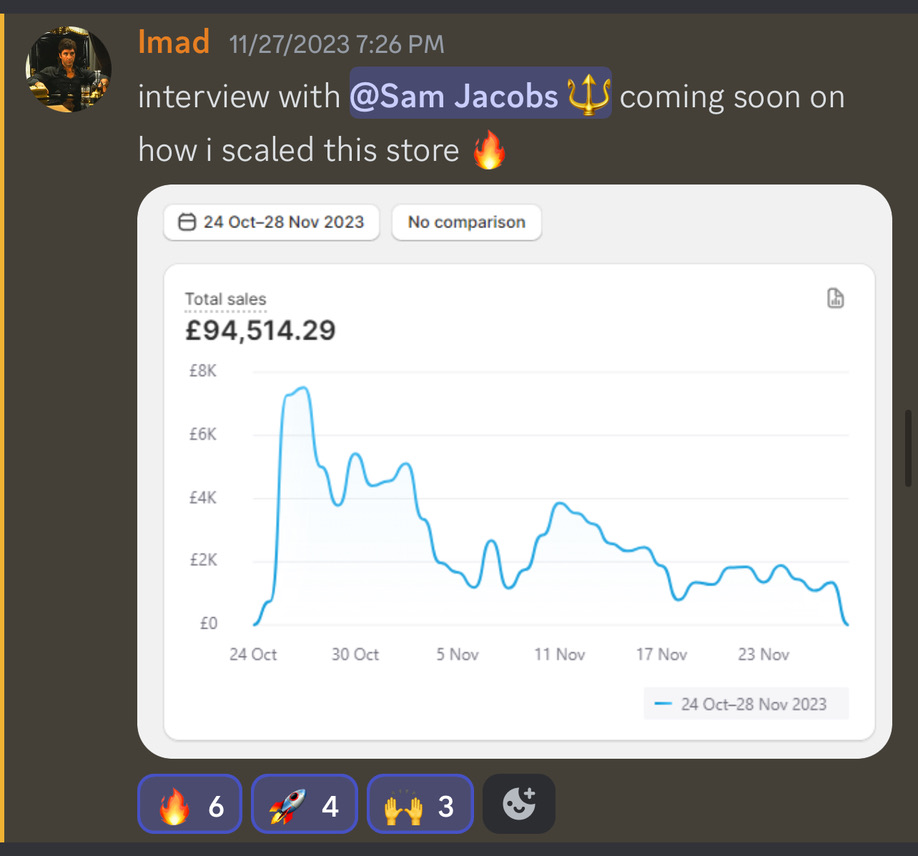 Imad 11/27/2023 7:26 PM
interview with @Sam Jacobs 🔱 coming soon on
how i scaled this store 🔥
24 Oct–28 Nov 2023 No comparison
Total sales
£94,514.29
£8K
£6K
£4K
£2K
£0
24 Oct 30 Oct 5 Nov 11 Nov 17 Nov 23 Nov
24 Oct–28 Nov 2023
🔥 6 🚀 4 🙌 3